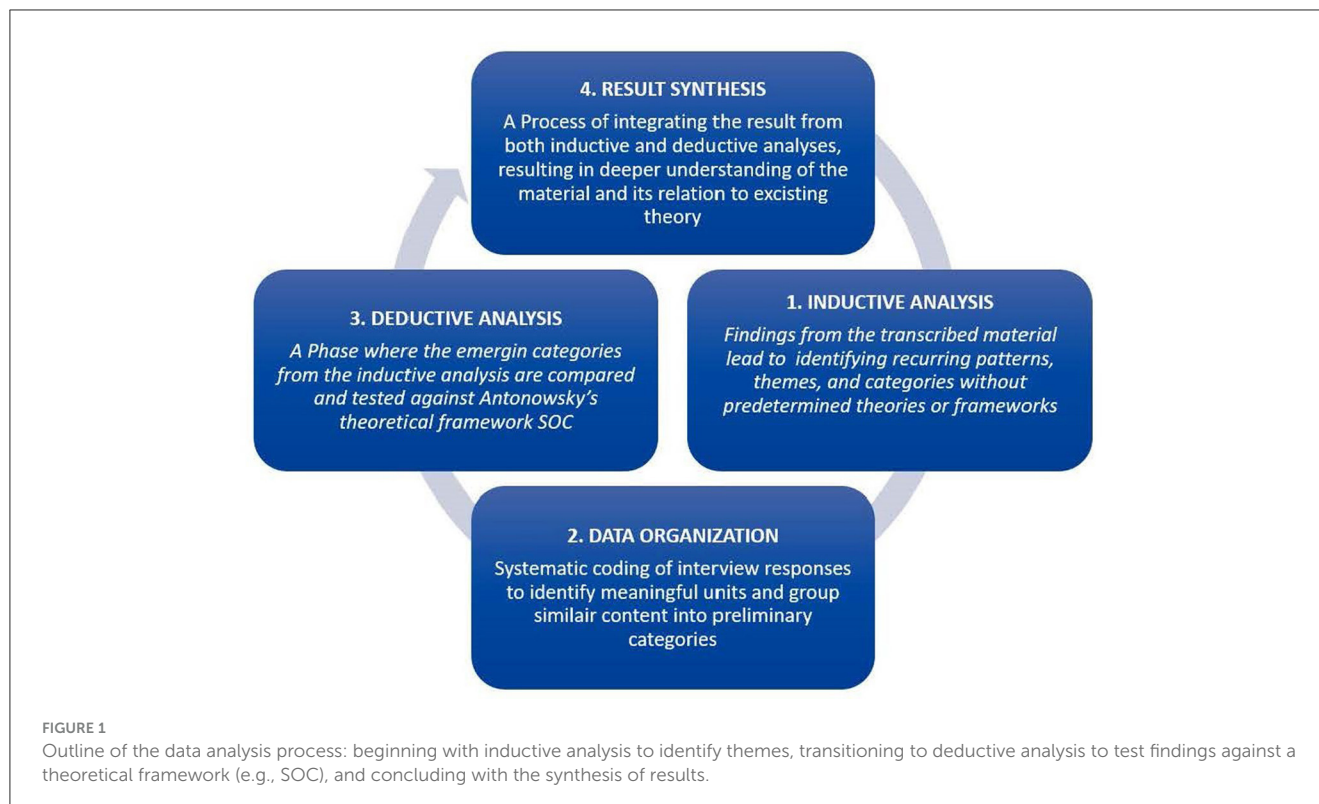 4. RESULT SYNTHESIS
A Process of integrating the result from
both inductive and deductive analyses,
resulting in deeper understanding of the
material and its relation to excisting
theory
3. DEDUCTIVE ANALYSIS
A Phase where the emergin categories
from the inductive analysis are compared
and tested against Antonowsky's
theoretical framework SOC
1. INDUCTIVE ANALYSIS
Findings from the transcribed material
lead to identifying recurring patterns,
themes, and categories without
predetermined theories or frameworks
2. DATA ORGANIZATION
Systematic coding of interview responses
to identify meaningful units and group
similair content into preliminary
categories
FIGURE 1
Outline of the data analysis process: beginning with inductive analysis to identify themes, transitioning to deductive analysis to test findings against a
theoretical framework (e.g., SOC), and concluding with the synthesis of results.